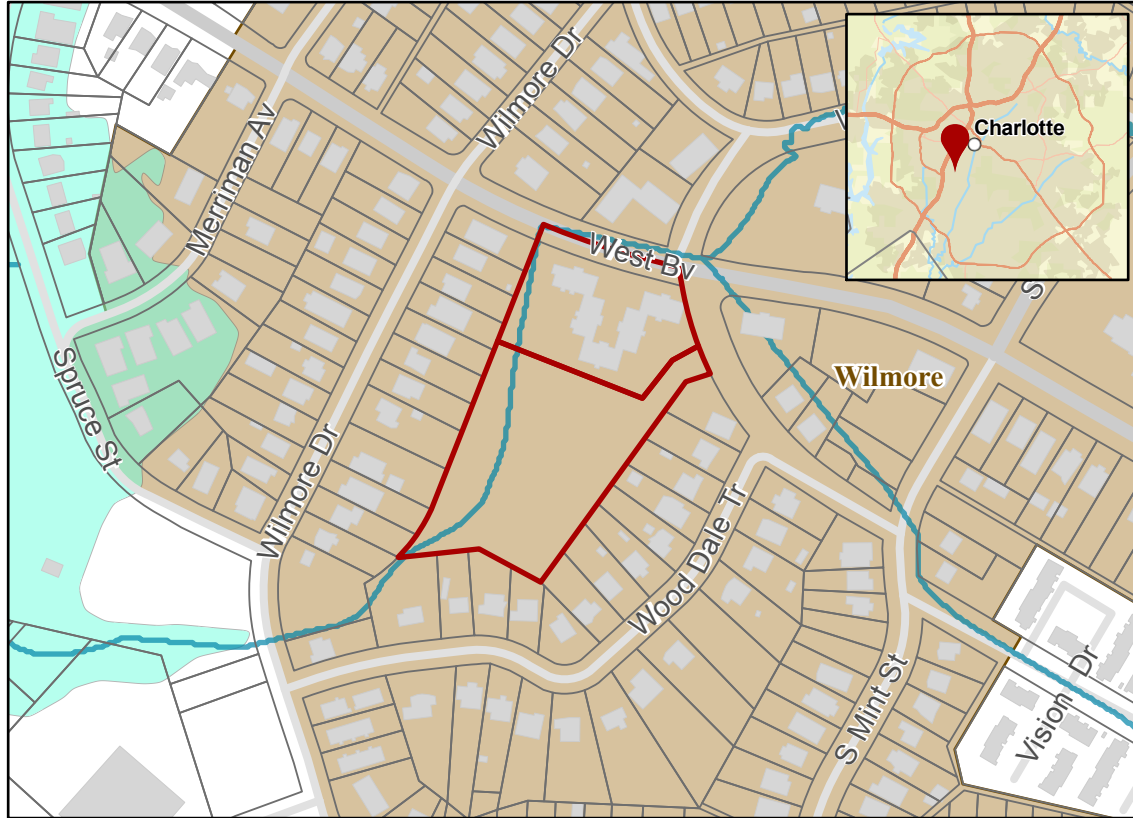 Wilmore Dr
Charlotte
Merriman Av
West Bv
Spruce St
Wilmore
Wilmore Dr
Wood Dale Tr
S Mint St
Vision Dr